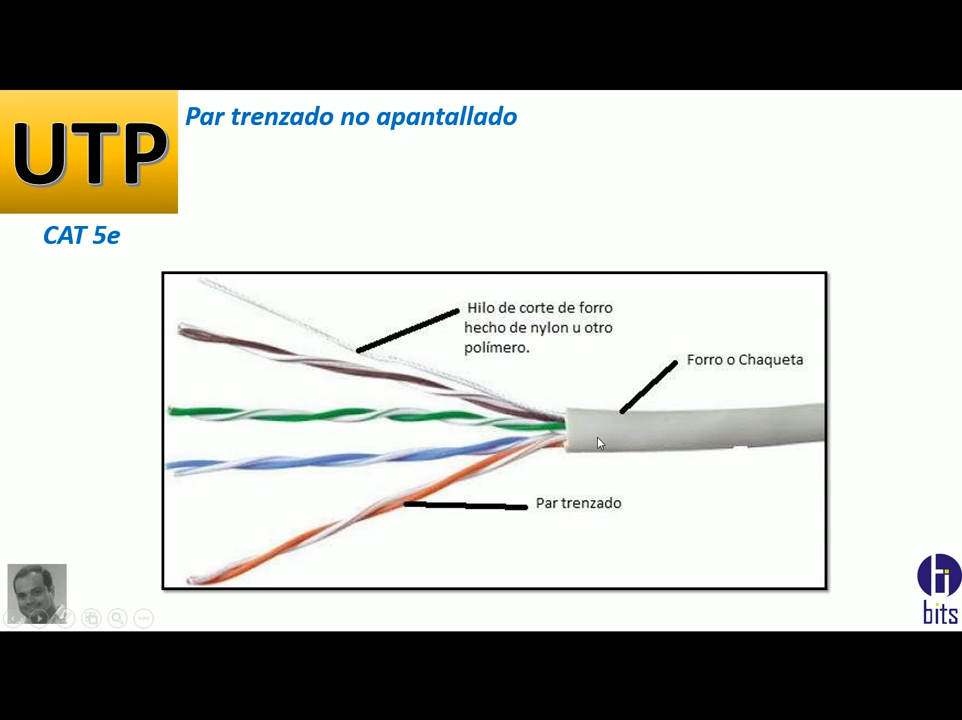 UTP
Par trenzado no apantallado
CAT 5e
Hilo de corte de forro
hecho de nylon u otro
polímero.
Forro o Chaqueta
Par trenzado
bits